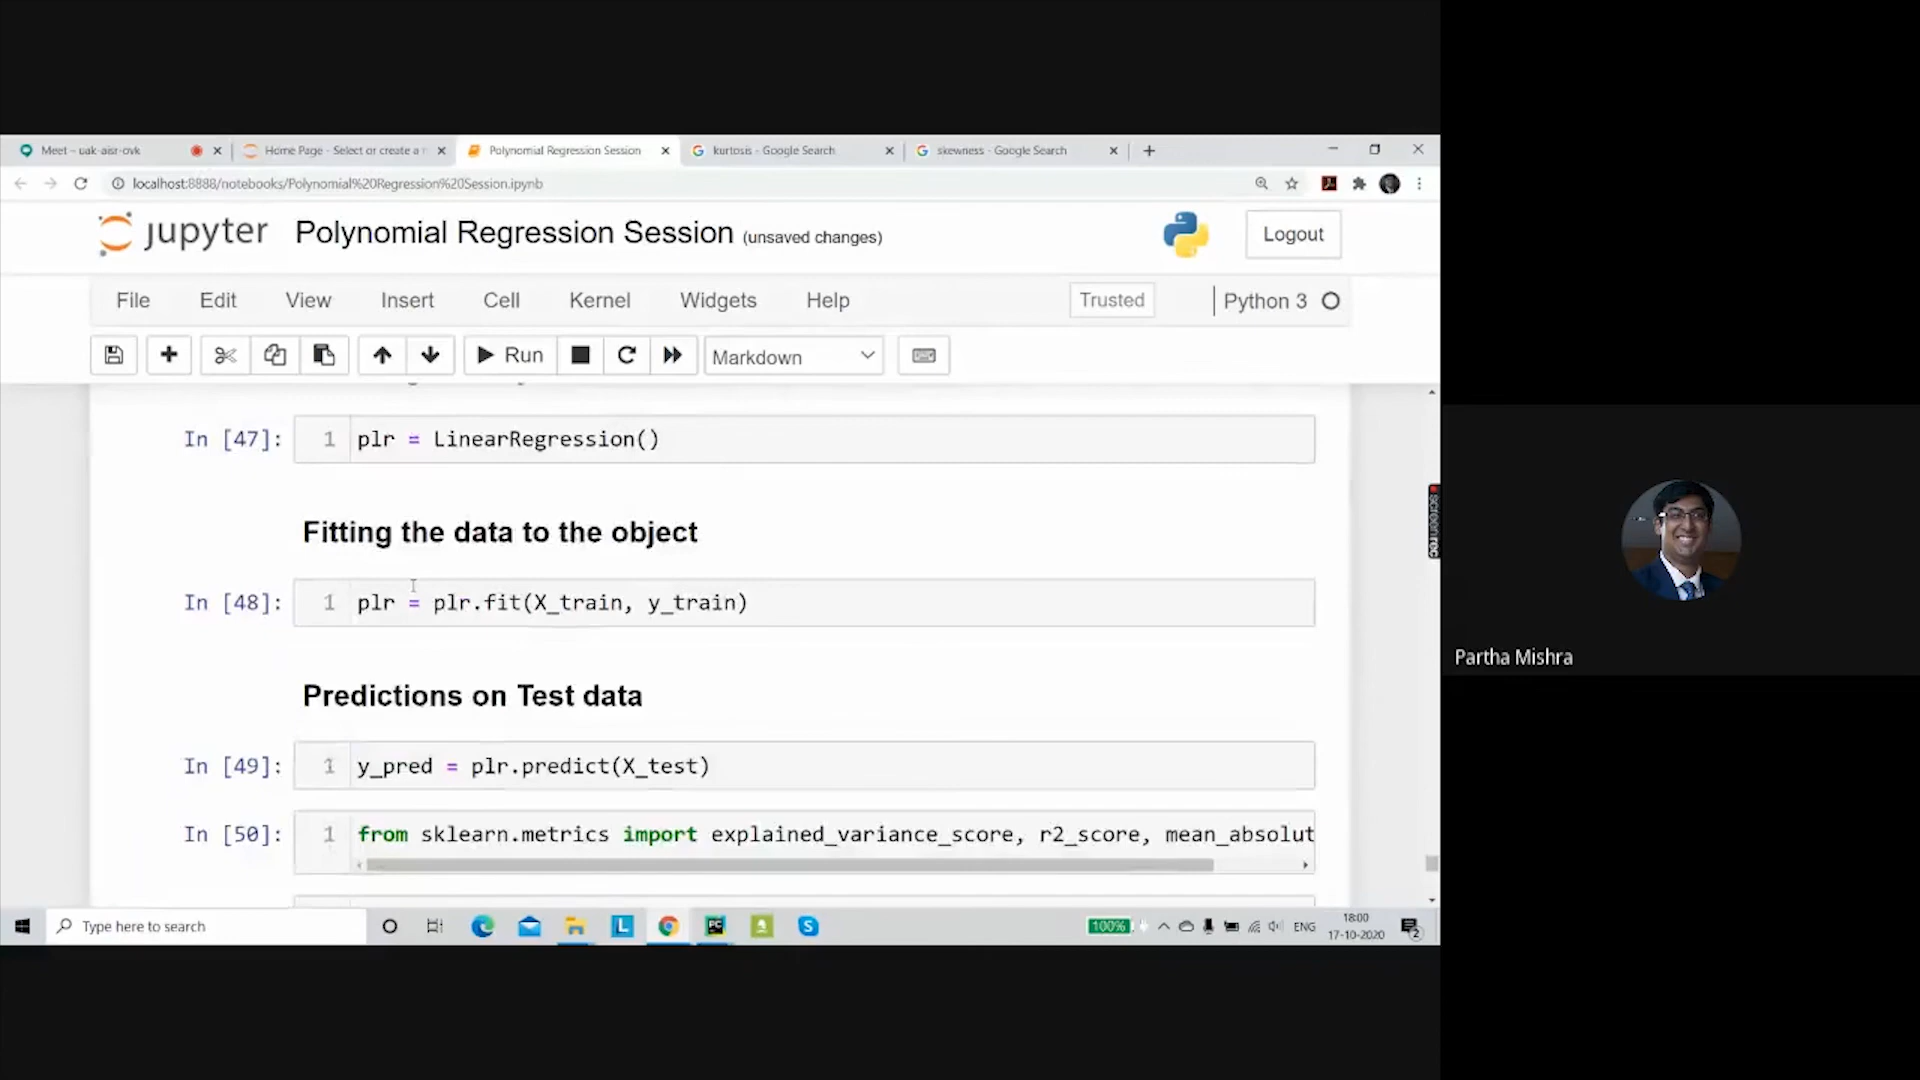 Meet – uak-aisr-ovk
Home Page - Select or create a n
Polynomial Regression Session
kurtosis - Google Search
skewness - Google Search
localhost:8888/notebooks/Polynomial%20Regression%20Session.ipynb
jupyter
Polynomial Regression Session (unsaved changes)
Logout
File Edit View Insert Cell Kernel Widgets Help
Trusted
Python 3
Run
Markdown
In [47]: 1 plr = LinearRegression()
Fitting the data to the object
In [48]: 1 plr = plr.fit(X_train, y_train)
Predictions on Test data
In [49]: 1 y_pred = plr.predict(X_test)
In [50]: 1 from sklearn.metrics import explained_variance_score, r2_score, mean_absolut
screenrec
Partha Mishra
Type here to search
100%
ENG
18:00
17-10-2020
2